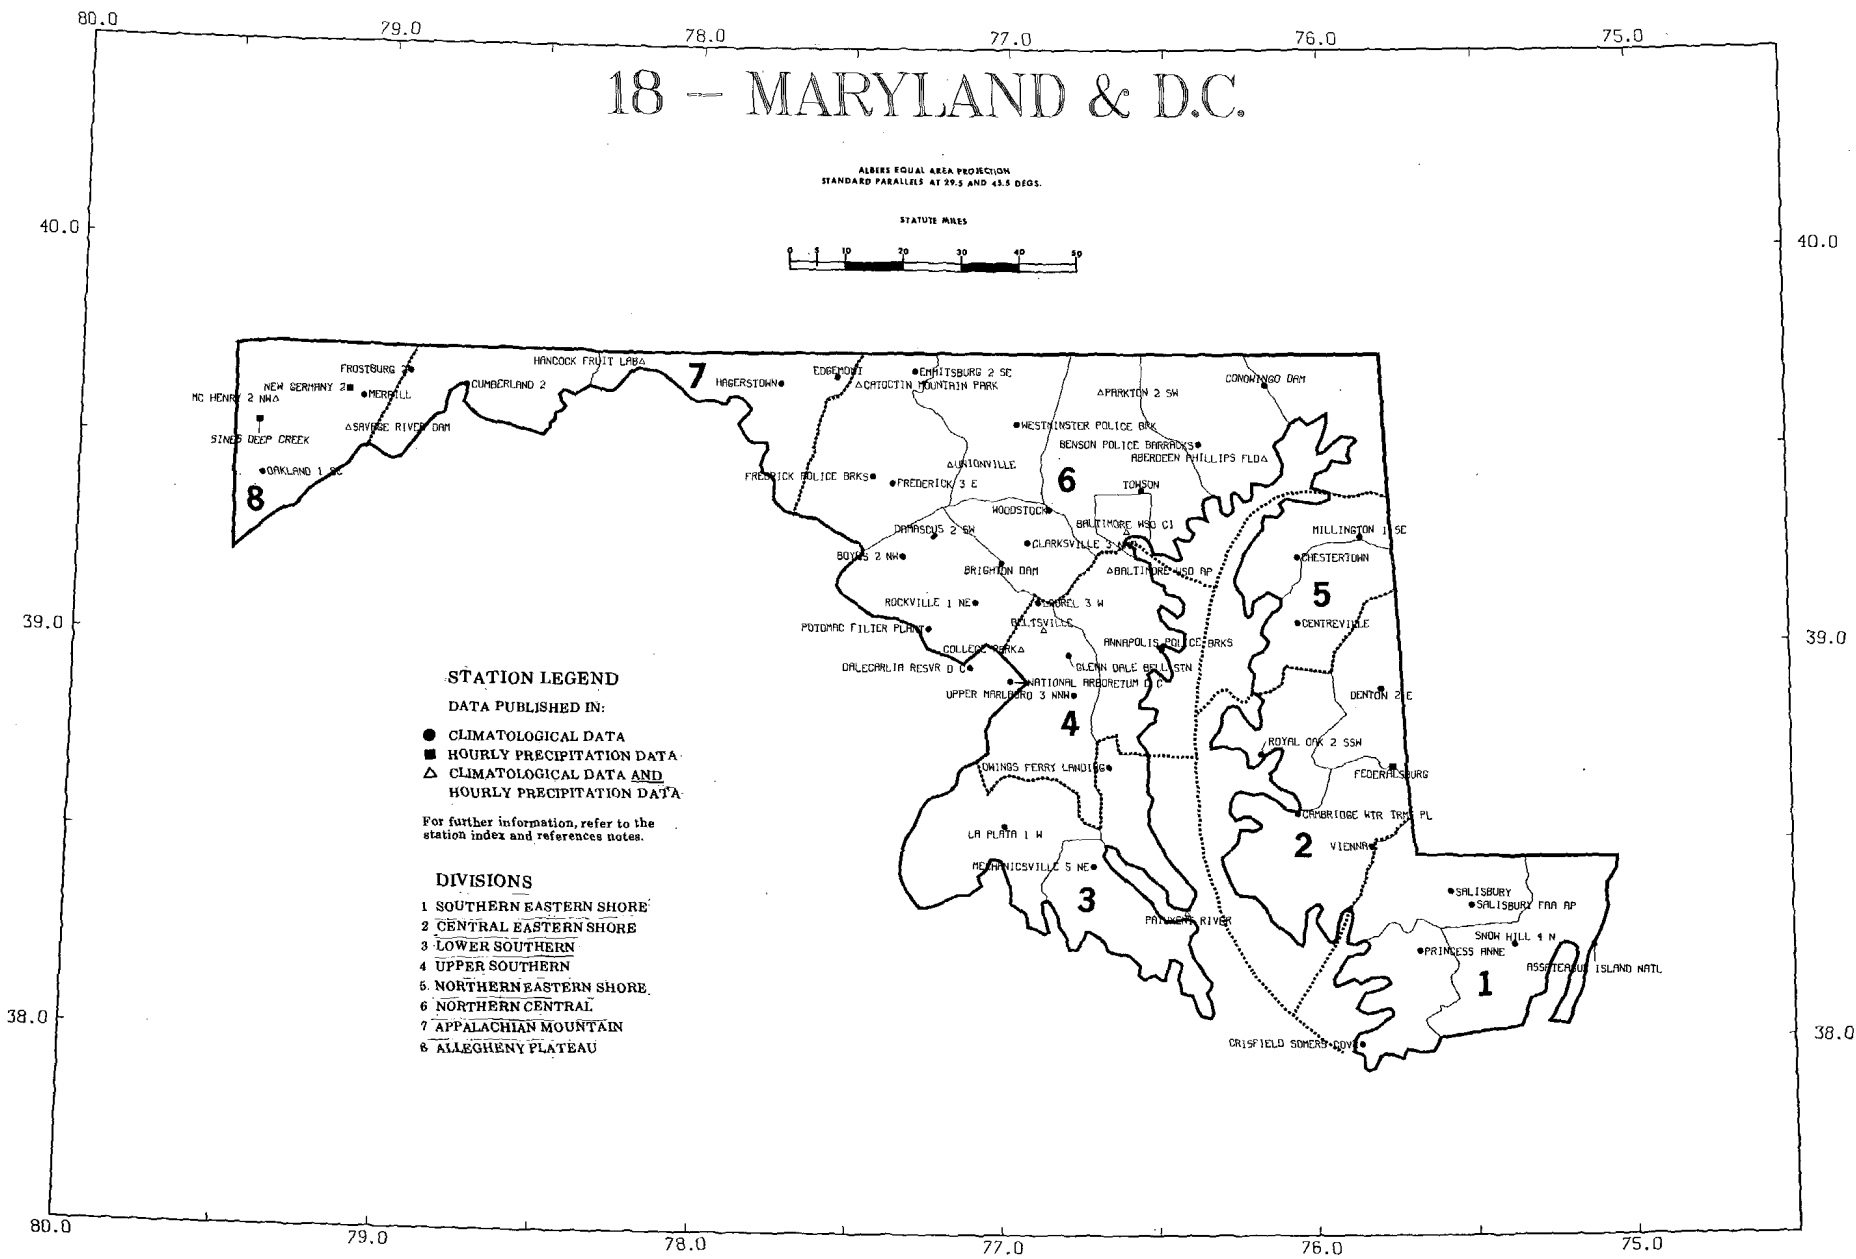 80.0
79.0
78.0
77.0
76.0
75.0
18 – MARYLAND & D.C.
ALBERS EQUAL AREA PROJECTION
STANDARD PARALLELS AT 29.5 AND 45.5 DEGS.
STATUTE MILES
0 5 10 20 30 40 50
40.0
40.0
HANCOCK FRUIT LAB
FROSTBURG 2
7
EDGEMONT
EMMITSBURG 2 SE
CONOWINGO DAM
NEW GERMANY 2
CUMBERLAND 2
HAGERSTOWN
CATOCTIN MOUNTAIN PARK
MERRILL
PARKTON 2 SW
MC HENRY 2 NW
SAVAGE RIVER DAM
WESTMINSTER POLICE BRK
SINES DEEP CREEK
BENSON POLICE BARRACKS
ABERDEEN PHILLIPS FLD
OAKLAND 1 SE
UNIONVILLE
FREDRICK POLICE BRKS
FREDERICK 3 E
6
TOWSON
8
WOODSTOCK
BALTIMORE WSO CI
DAMASCUS 2 SW
MILLINGTON 1 SE
CLARKSVILLE 3
BOYDS 2 NW
CHESTERTOWN
BRIGHTON DAM
BALTIMORE WSO AP
5
ROCKVILLE 1 NE
LAUREL 3 W
39.0
BELTSVILLE
CENTREVILLE
POTOMAC FILTER PLANT
39.0
ANNAPOLIS POLICE BRKS
COLLEGE PARK
DALECARLIA RESVR D C
GLENN DALE BELL STN
NATIONAL ARBORETUM D C
UPPER MARLBORO 3 NNW
DENTON 2 E
4
ROYAL OAK 2 SSW
OWINGS FERRY LANDING
FEDERALSBURG
CAMBRIDGE WTR TRMT PL
LA PLATA 1 W
2
VIENNA
MECHANICSVILLE 5 NE
3
SALISBURY
SALISBURY FAA AP
PATUXENT RIVER
SNOW HILL 4 N
PRINCESS ANNE
ASSATEAGUE ISLAND NATL
1
CRISFIELD SOMERS COVE
STATION LEGEND
DATA PUBLISHED IN:
CLIMATOLOGICAL DATA
HOURLY PRECIPITATION DATA
CLIMATOLOGICAL DATA AND
HOURLY PRECIPITATION DATA
For further information, refer to the
station index and references notes.
DIVISIONS
1 SOUTHERN EASTERN SHORE
2 CENTRAL EASTERN SHORE
3 LOWER SOUTHERN
4 UPPER SOUTHERN
5. NORTHERN EASTERN SHORE
6 NORTHERN CENTRAL
7 APPALACHIAN MOUNTAIN
8 ALLEGHENY PLATEAU
38.0
38.0
80.0
79.0
78.0
77.0
76.0
75.0